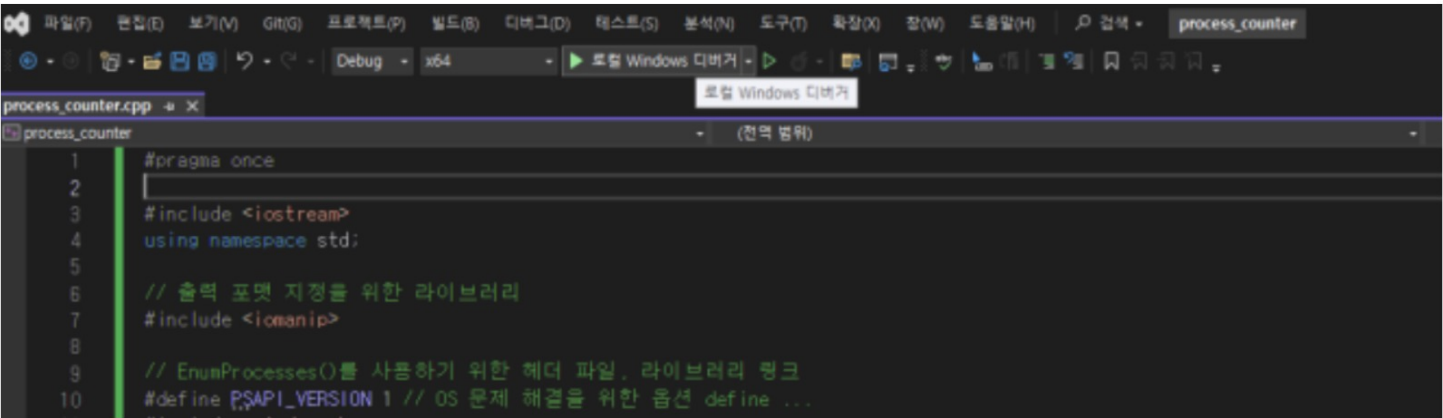 파일(F) 편집(E) 보기(V) Git(G) 프로젝트(P) 빌드(B) 디버그(D) 테스트(S) 분석(N) 도구(T) 확장(X) 창(W) 도움말(H) 검색 process_counter
Debug x64 로컬 Windows 디버거
로컬 Windows 디버거
process_counter.cpp
process_counter (전역 범위)
1 #pragma once
2
3 #include <iostream>
4 using namespace std;
5
6 // 출력 포맷 지정을 위한 라이브러리
7 #include <iomanip>
8
9 // EnumProcesses()를 사용하기 위한 헤더 파일, 라이브러리 링크
10 #define PSAPI_VERSION 1 // OS 문제 해결을 위한 옵션 define ...